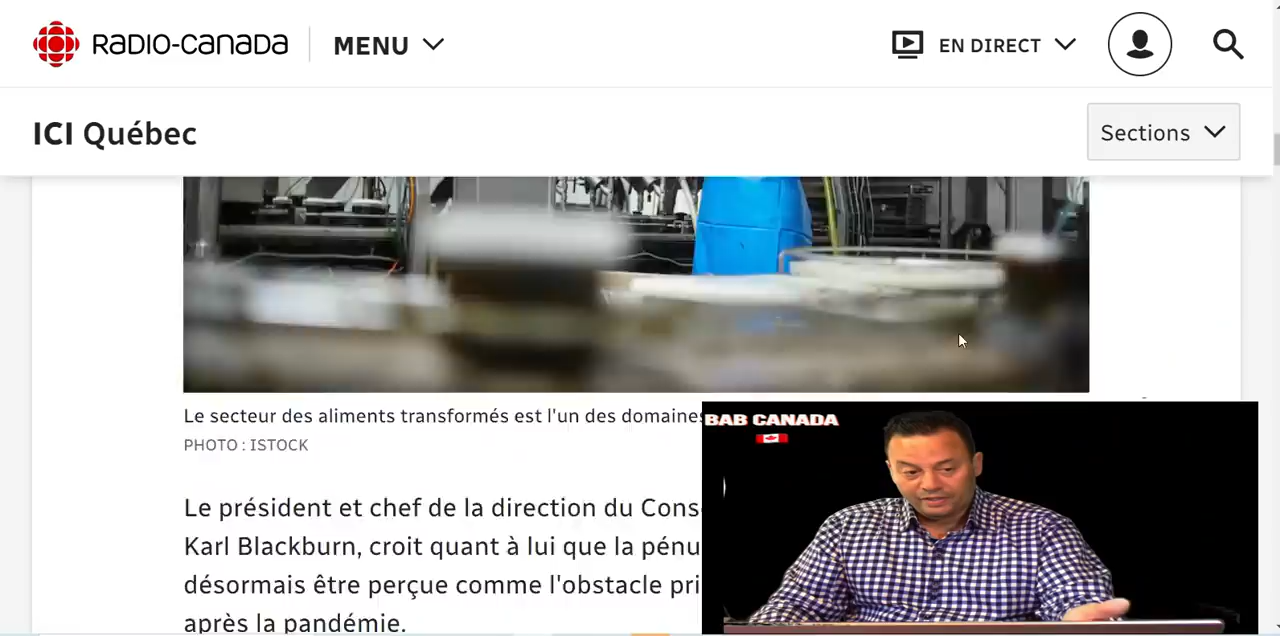 RADIO-CANADA
MENU
EN DIRECT
ICI Québec
Sections
Le secteur des aliments transformés est l'un des domaines
PHOTO : ISTOCK
BAB CANADA
Le président et chef de la direction du Cons
Karl Blackburn, croit quant à lui que la pénu
désormais être perçue comme l'obstacle pri
après la pandémie.